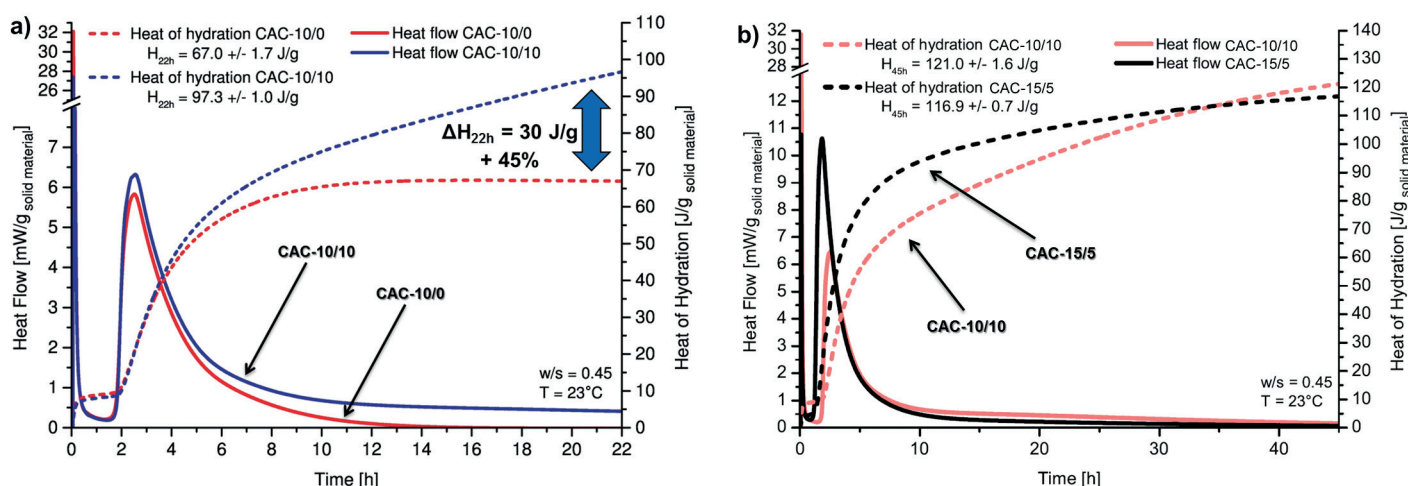 a)
Heat of hydration CAC-10/0
H22h = 67.0 +/- 1.7 J/g
Heat of hydration CAC-10/10
H22h = 97.3 +/- 1.0 J/g
Heat flow CAC-10/0
Heat flow CAC-10/10
ΔH22h = 30 J/g
+ 45%
CAC-10/10
CAC-10/0
w/s = 0.45
T = 23°C
Heat Flow [mW/g solid material]
32
30
28
26
7
6
5
4
3
2
1
0
0 2 4 6 8 10 12 14 16 18 20 22
Time [h]
110
100
90
80
70
60
50
40
30
20
10
0
Heat of Hydration [J/g solid material]
b)
Heat of hydration CAC-10/10
H45h = 121.0 +/- 1.6 J/g
Heat of hydration CAC-15/5
H45h = 116.9 +/- 0.7 J/g
Heat flow CAC-10/10
Heat flow CAC-15/5
CAC-15/5
CAC-10/10
w/s = 0.45
T = 23°C
Heat Flow [mW/g solid material]
32
30
28
12
11
10
9
8
7
6
5
4
3
2
1
0
0 10 20 30 40
Time [h]
140
130
120
110
100
90
80
70
60
50
40
30
20
10
0
Heat of Hydration [J/g solid material]